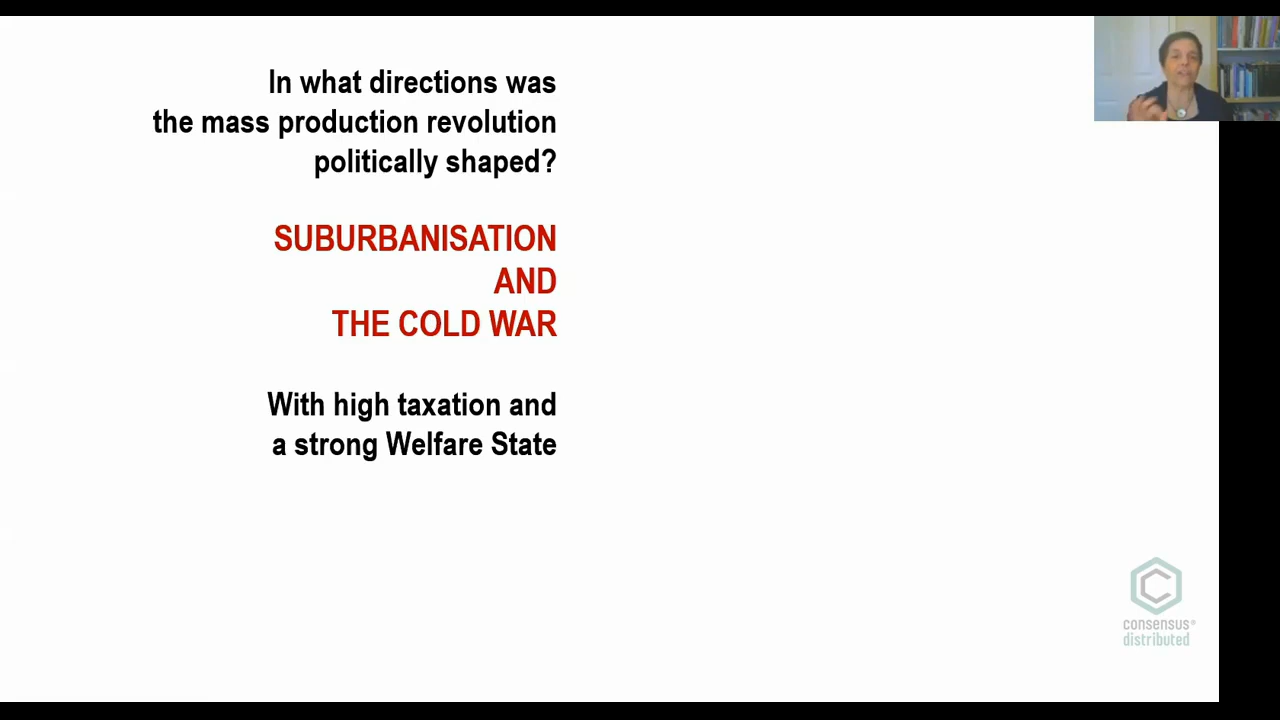 In what directions was
the mass production revolution
politically shaped?
SUBURBANISATION
AND
THE COLD WAR
With high taxation and
a strong Welfare State
consensus®
distributed